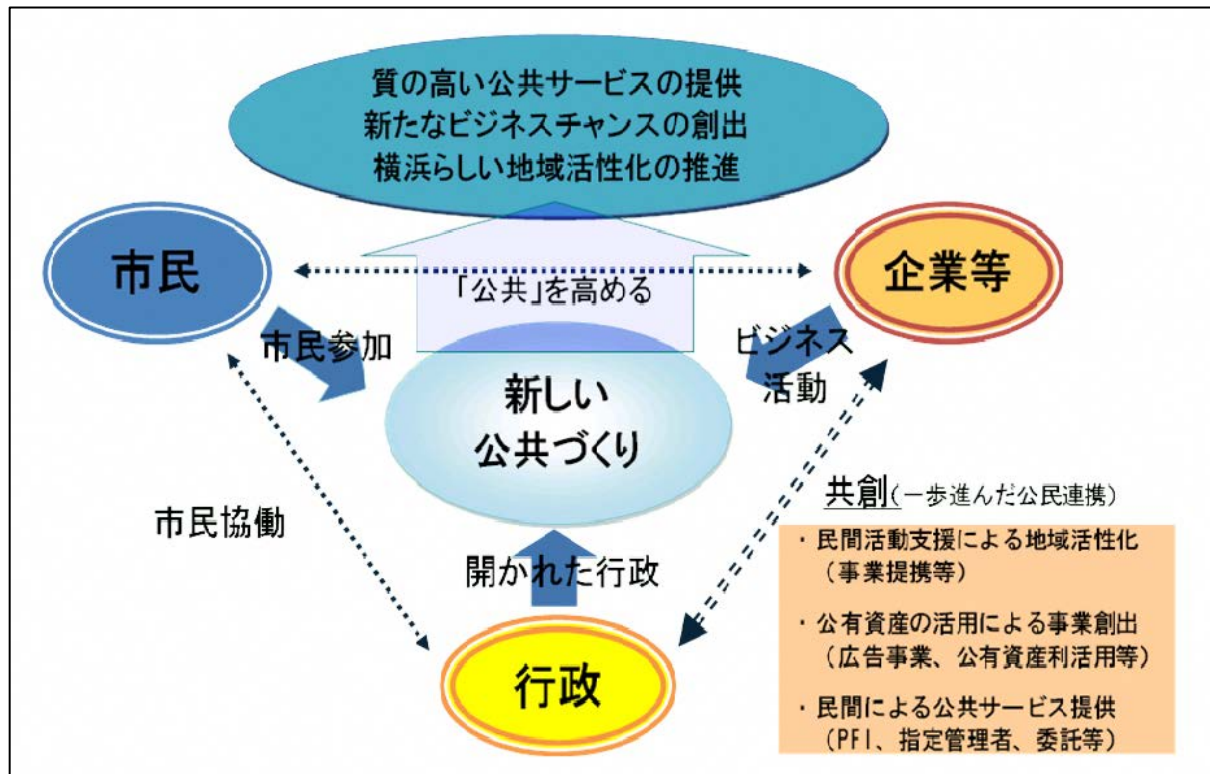 質の高い公共サービスの提供
新たなビジネスチャンスの創出
横浜らしい地域活性化の推進
市民
企業等
「公共」を高める
市民参加
ビジネス
活動
新しい
公共づくり
共創(一歩進んだ公民連携)
市民協働
開かれた行政
行政
・民間活動支援による地域活性化
(事業提携等)
・公有資産の活用による事業創出
(広告事業、公有資産利活用等)
・民間による公共サービス提供
(PFI、指定管理者、委託等)